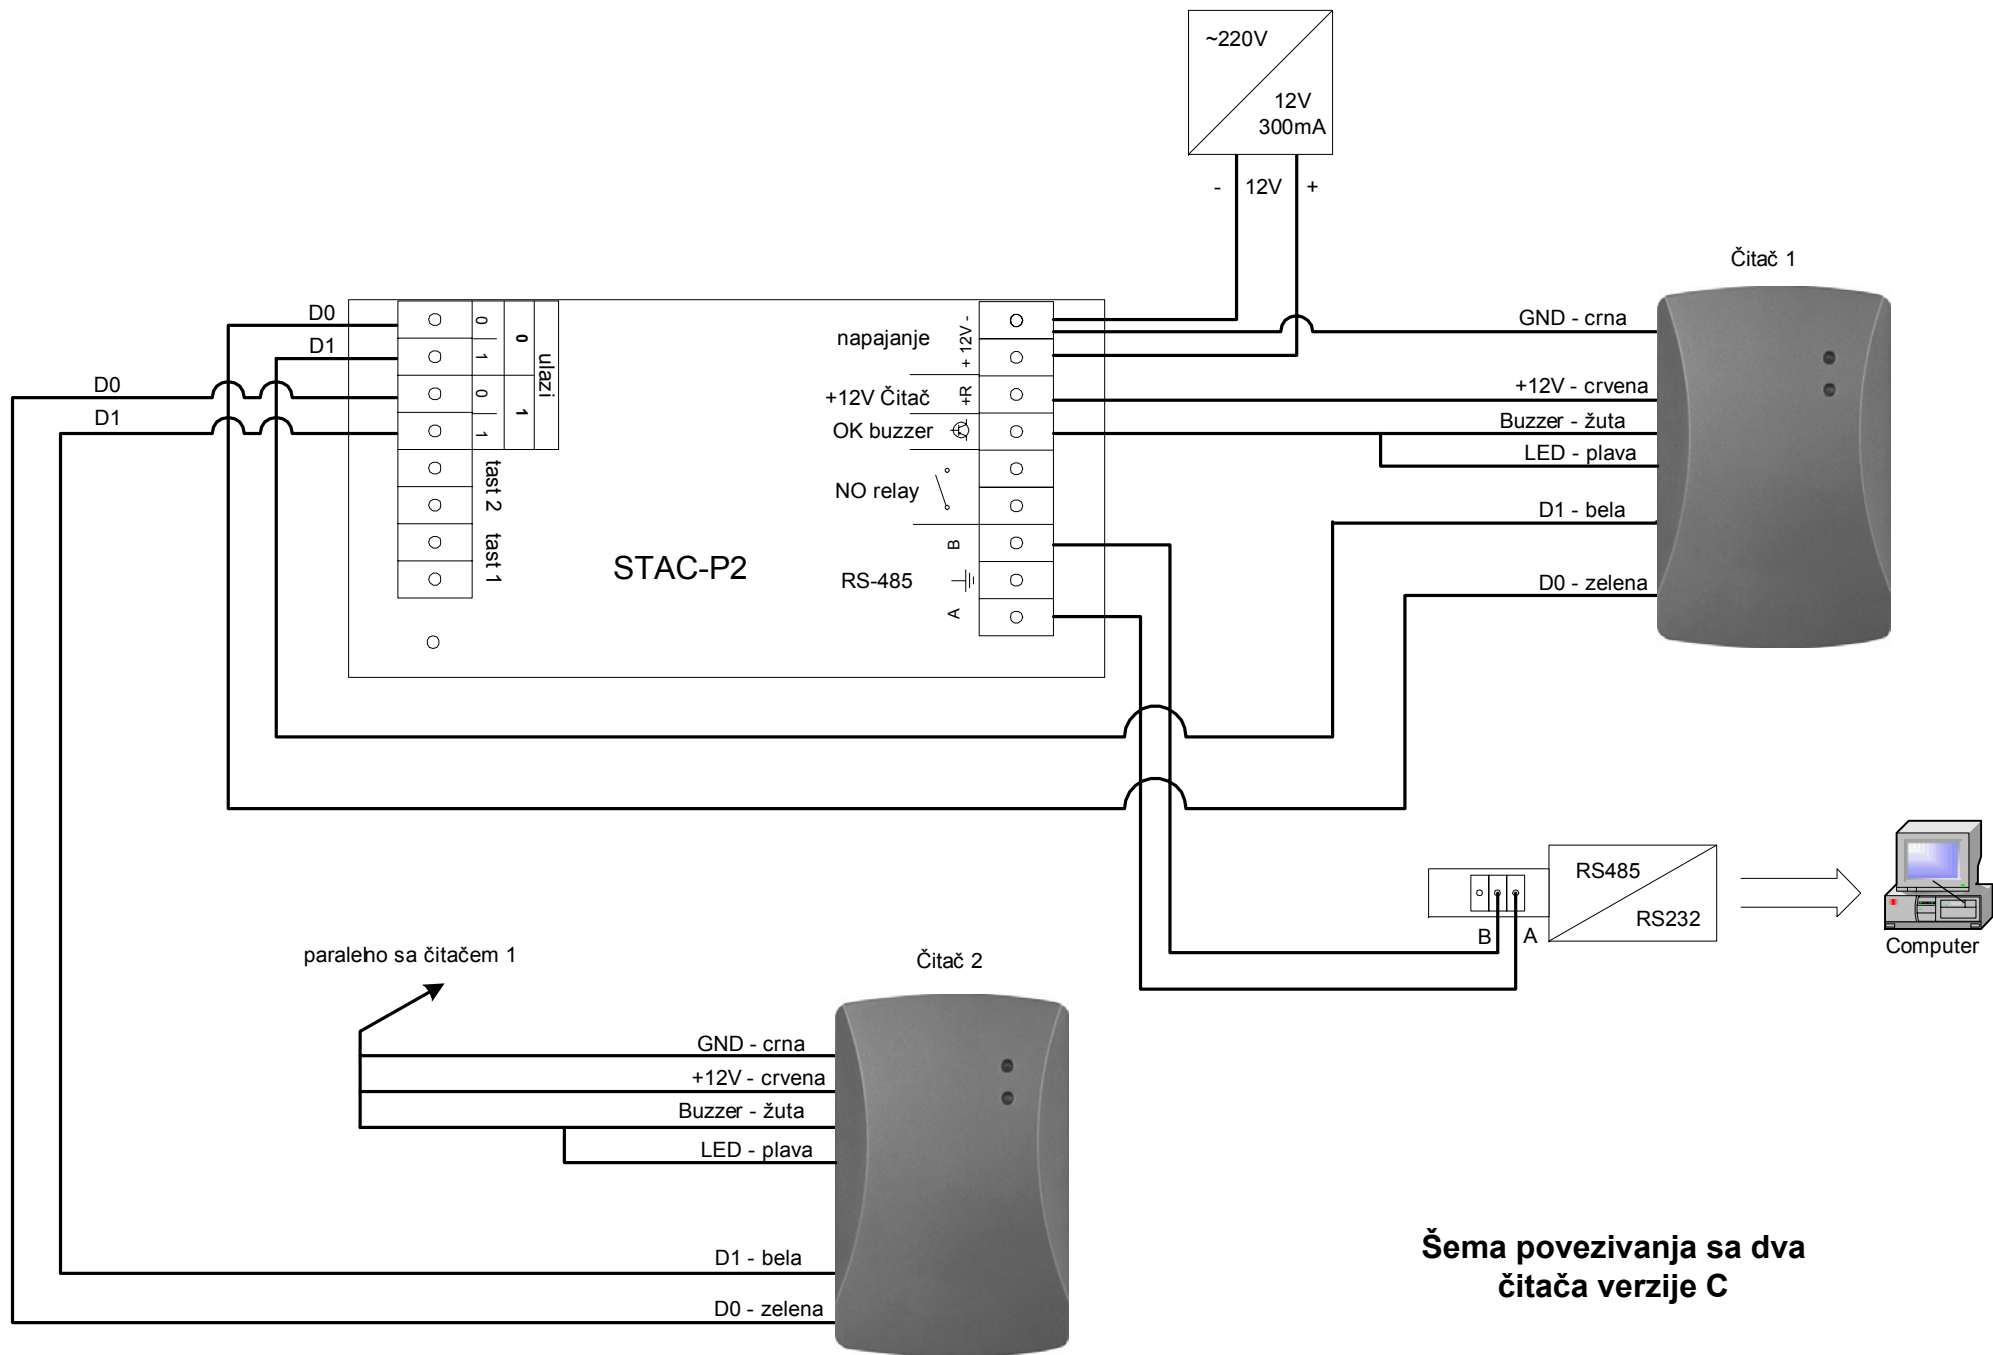 ~220V
12V
300mA
- 12V +
Čitač 1
GND - crna
+12V - crvena
Buzzer - žuta
LED - plava
D1 - bela
D0 - zelena
D0
D1
D0
D1
0
1
0
1
0
1
ulazi
tast 2
tast 1
STAC-P2
napajanje
+ 12V -
+12V Čitač
+R
OK buzzer
NO relay
B
RS-485
A
RS485
RS232
B A
Computer
paralelno sa čitačem 1
Čitač 2
GND - crna
+12V - crvena
Buzzer - žuta
LED - plava
D1 - bela
D0 - zelena
Šema povezivanja sa dva
čitača verzije C